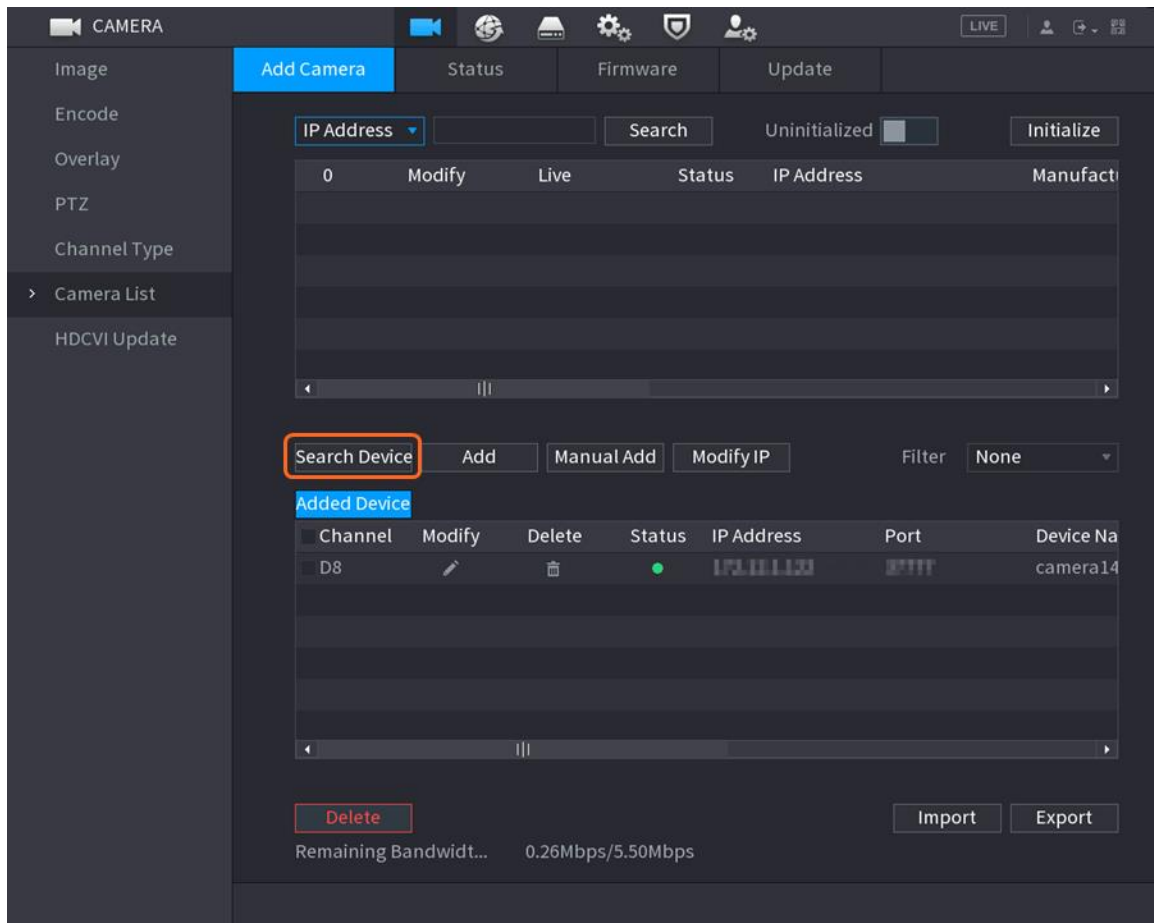 CAMERA LIVE
Image
Encode
Overlay
PTZ
Channel Type
Camera List
HDCVI Update
Add Camera Status Firmware Update
IP Address Search Uninitialized Initialize
0 Modify Live Status IP Address Manufact
Search Device Add Manual Add Modify IP Filter None
Added Device
Channel Modify Delete Status IP Address Port Device Na
D8 camera14
Delete Import Export
Remaining Bandwidt... 0.26Mbps/5.50Mbps